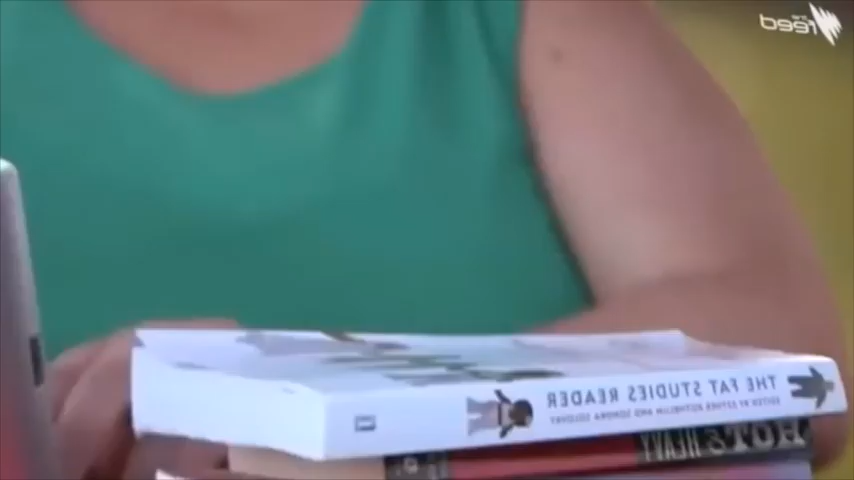 the feed
THE FAT STUDIES READER
EDITED BY ESTHER ROTHBLUM AND SONDRA SOLOVAY
HOT & HEAVY